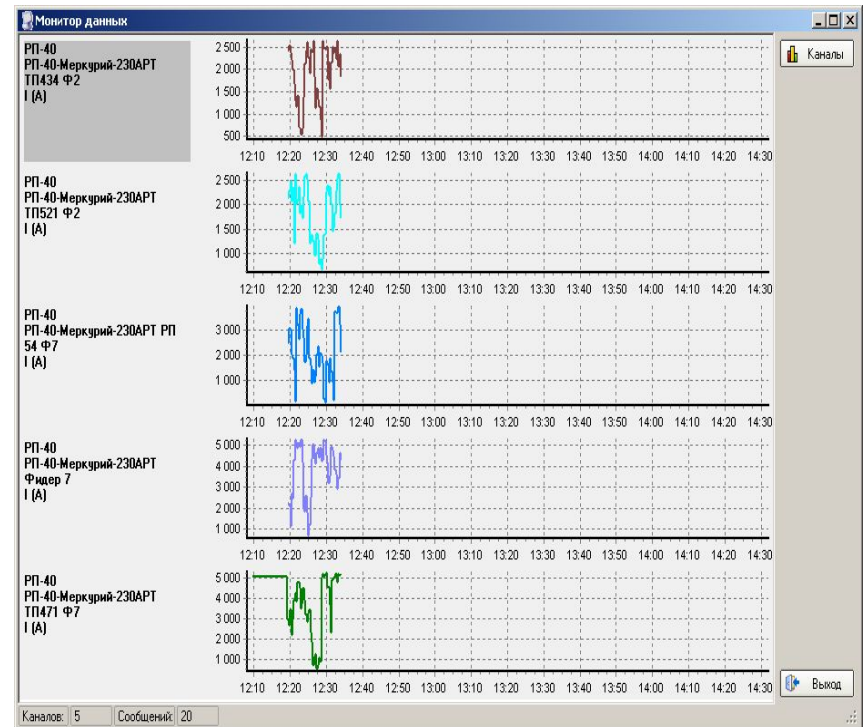 Монитор данных
Каналы
РП-40
РП-40-Меркурий-230АРТ
ТП434 Ф2
I (А)
2 500
2 000
1 500
1 000
500
12:10 12:20 12:30 12:40 12:50 13:00 13:10 13:20 13:30 13:40 13:50 14:00 14:10 14:20 14:30
РП-40
РП-40-Меркурий-230АРТ
ТП521 Ф2
I (А)
2 500
2 000
1 500
1 000
12:10 12:20 12:30 12:40 12:50 13:00 13:10 13:20 13:30 13:40 13:50 14:00 14:10 14:20 14:30
РП-40
РП-40-Меркурий-230АРТ РП
54 Ф7
I (А)
3 000
2 000
1 000
12:10 12:20 12:30 12:40 12:50 13:00 13:10 13:20 13:30 13:40 13:50 14:00 14:10 14:20 14:30
РП-40
РП-40-Меркурий-230АРТ
Фидер 7
I (А)
5 000
4 000
3 000
2 000
1 000
12:10 12:20 12:30 12:40 12:50 13:00 13:10 13:20 13:30 13:40 13:50 14:00 14:10 14:20 14:30
РП-40
РП-40-Меркурий-230АРТ
ТП471 Ф7
I (А)
5 000
4 000
3 000
2 000
1 000
12:10 12:20 12:30 12:40 12:50 13:00 13:10 13:20 13:30 13:40 13:50 14:00 14:10 14:20 14:30
Выход
Каналов: 5 Сообщений: 20